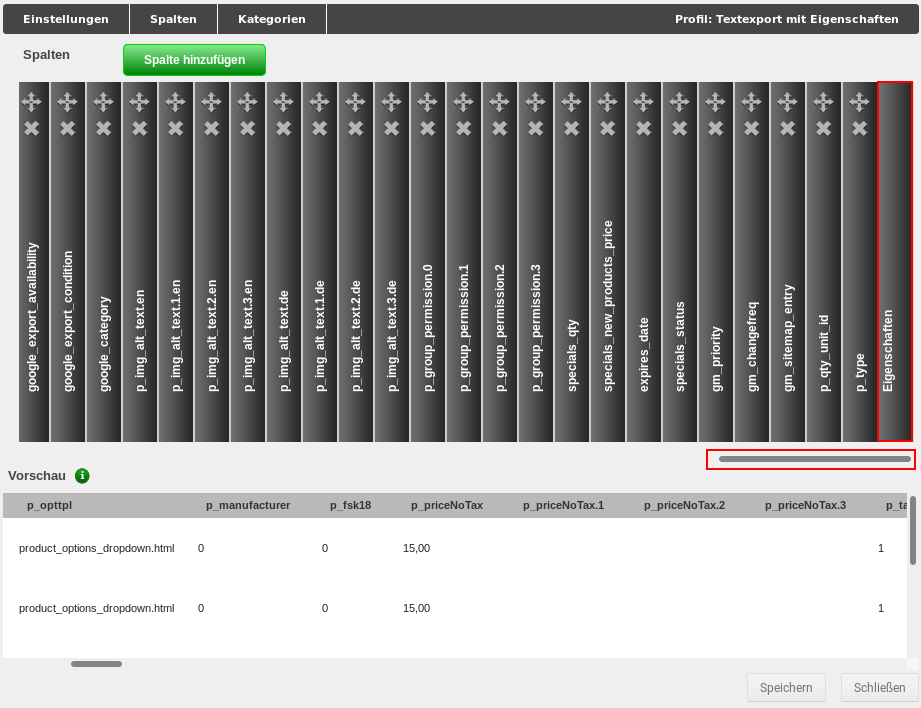 Einstellungen Spalten Kategorien Profil: Textexport mit Eigenschaften
Spalten Spalte hinzufügen
google_export_availability
google_export_condition
google_category
p_img_alt_text.en
p_img_alt_text.1.en
p_img_alt_text.2.en
p_img_alt_text.3.en
p_img_alt_text.de
p_img_alt_text.1.de
p_img_alt_text.2.de
p_img_alt_text.3.de
p_group_permission.0
p_group_permission.1
p_group_permission.2
p_group_permission.3
specials_qty
specials_new_products_price
expires_date
specials_status
gm_priority
gm_changefreq
gm_sitemap_entry
p_qty_unit_id
p_type
Eigenschaften
Vorschau
p_opttpl p_manufacturer p_fsk18 p_priceNoTax p_priceNoTax.1 p_priceNoTax.2 p_priceNoTax.3 p_ta
product_options_dropdown.html 0 0 15,00 1
product_options_dropdown.html 0 0 15,00 1
Speichern Schließen